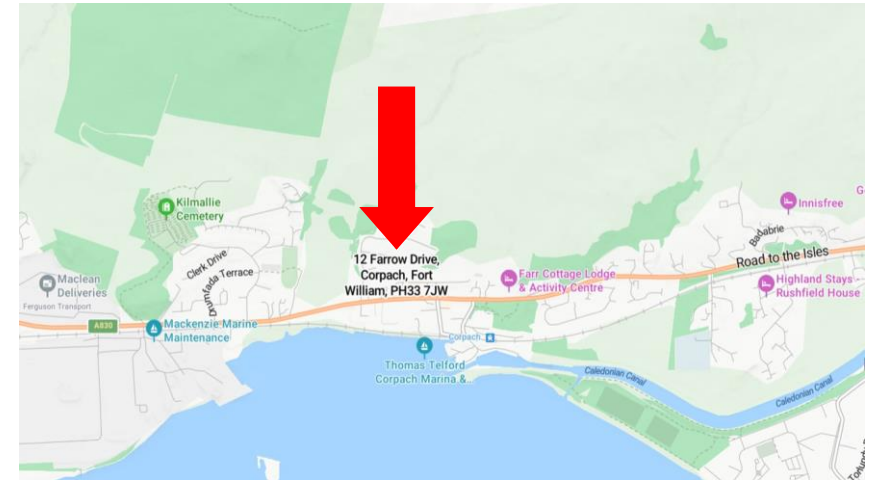 Kilmallie
Cemetery
Innisfree
G
Badabrie
Clerk Drive
12 Farrow Drive,
Corpach, Fort
William, PH33 7JW
Road to the Isles
Drumfada Terrace
Farr Cottage Lodge
& Activity Centre
Maclean
Deliveries
Highland Stays
Rushfield House
Ferguson Transport
A830
Mackenzie Marine
Maintenance
Corpach
Thomas Telford
Corpach Marina &
Caledonian Canal
Caledonian Canal